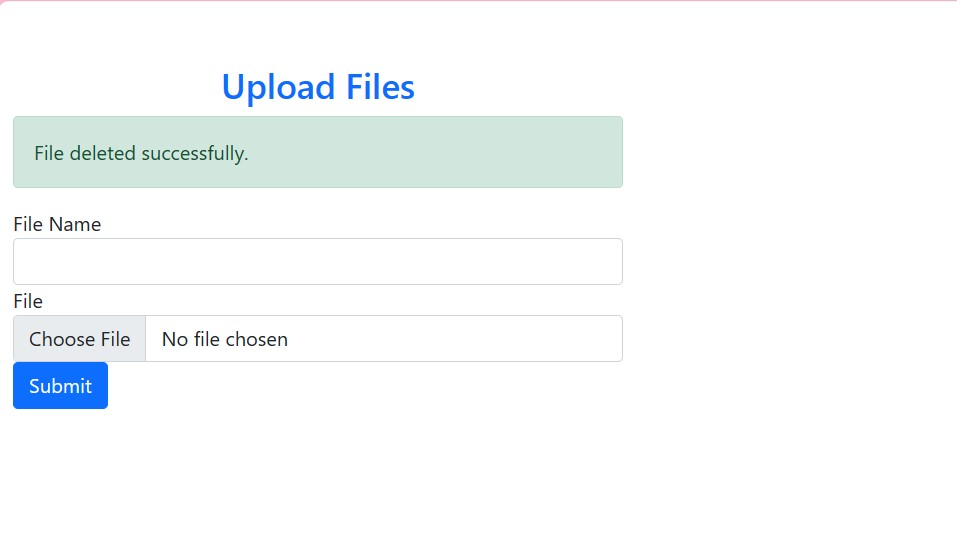 Upload Files
File deleted successfully.
File Name
File
Choose File No file chosen
Submit